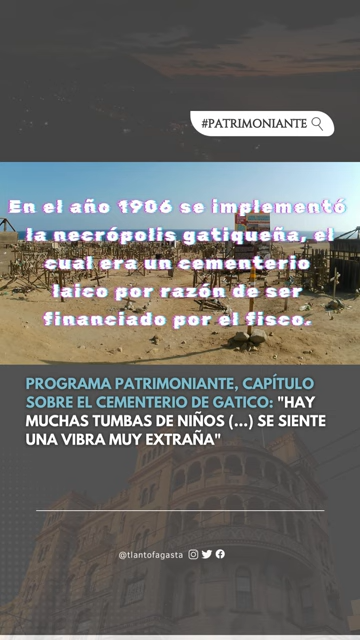 #PATRIMONIANTE
En el año 1906 se implementó
la necrópolis gatiqueña, el
cual era un cementerio
laico por razón de ser
financiado por el fisco.
PROGRAMA PATRIMONIANTE, CAPÍTULO
SOBRE EL CEMENTERIO DE GATICO: "HAY
MUCHAS TUMBAS DE NIÑOS (...) SE SIENTE
UNA VIBRA MUY EXTRAÑA"
@tlantofagasta